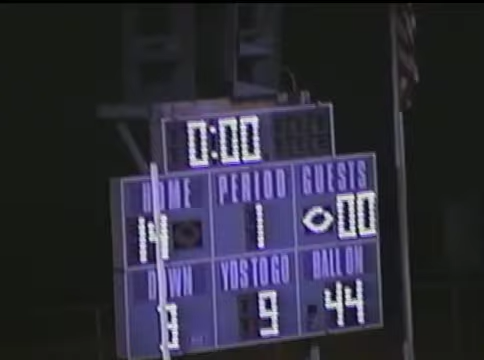 0:00
HOME PERIOD GUESTS
14 1 00
DOWN YDS TO GO BALL ON
3 9 44